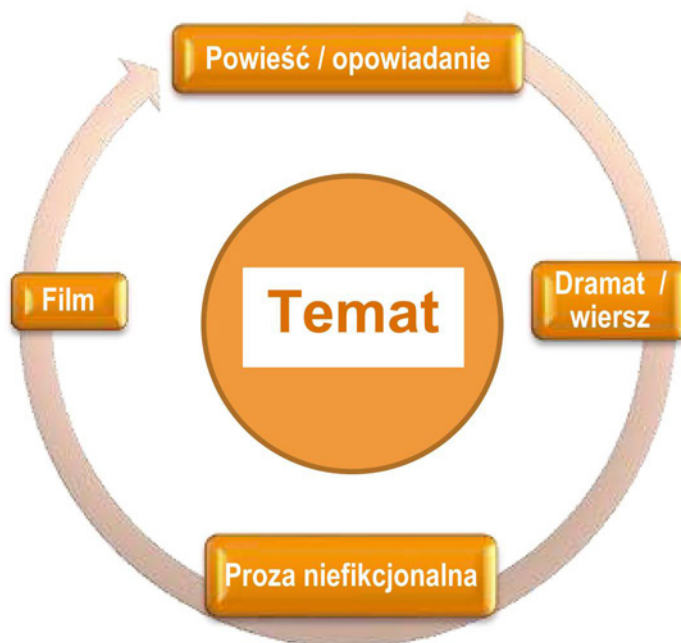 Powieść / opowiadanie
Film
Temat
Dramat /
wiersz
Proza niefikcjonalna